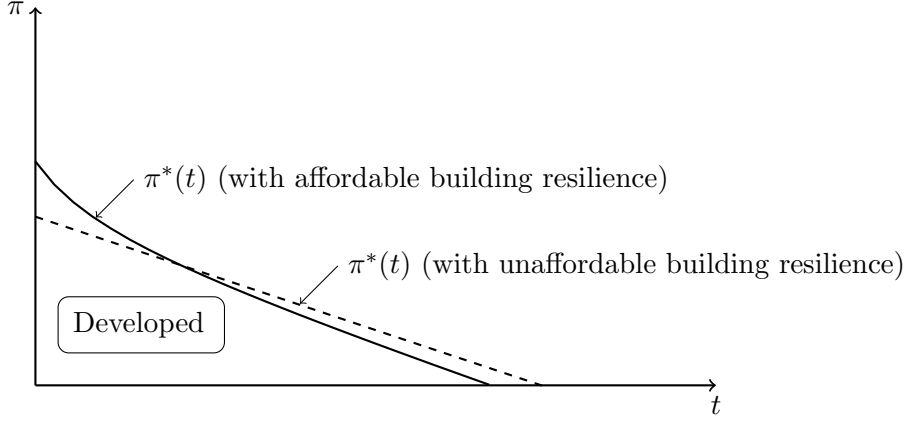 π
π*(t) (with affordable building resilience)
π*(t) (with unaffordable building resilience)
Developed
t